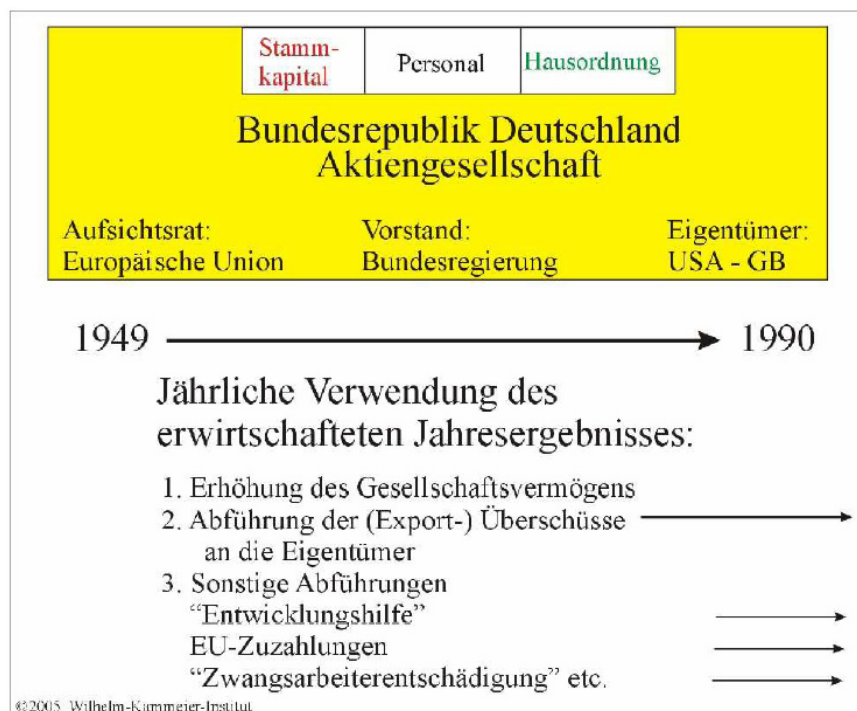 Stamm-
kapital
Personal
Hausordnung
Bundesrepublik Deutschland
Aktiengesellschaft
Aufsichtsrat:
Europäische Union
Vorstand:
Bundesregierung
Eigentümer:
USA - GB
1949
1990
Jährliche Verwendung des
erwirtschafteten Jahresergebnisses:
1. Erhöhung des Gesellschaftsvermögens
2. Abführung der (Export-) Überschüsse
an die Eigentümer
3. Sonstige Abführungen
“Entwicklungshilfe”
EU-Zuzahlungen
“Zwangsarbeiterentschädigung” etc.
©2005 Wilhelm-Kammeier-Institut